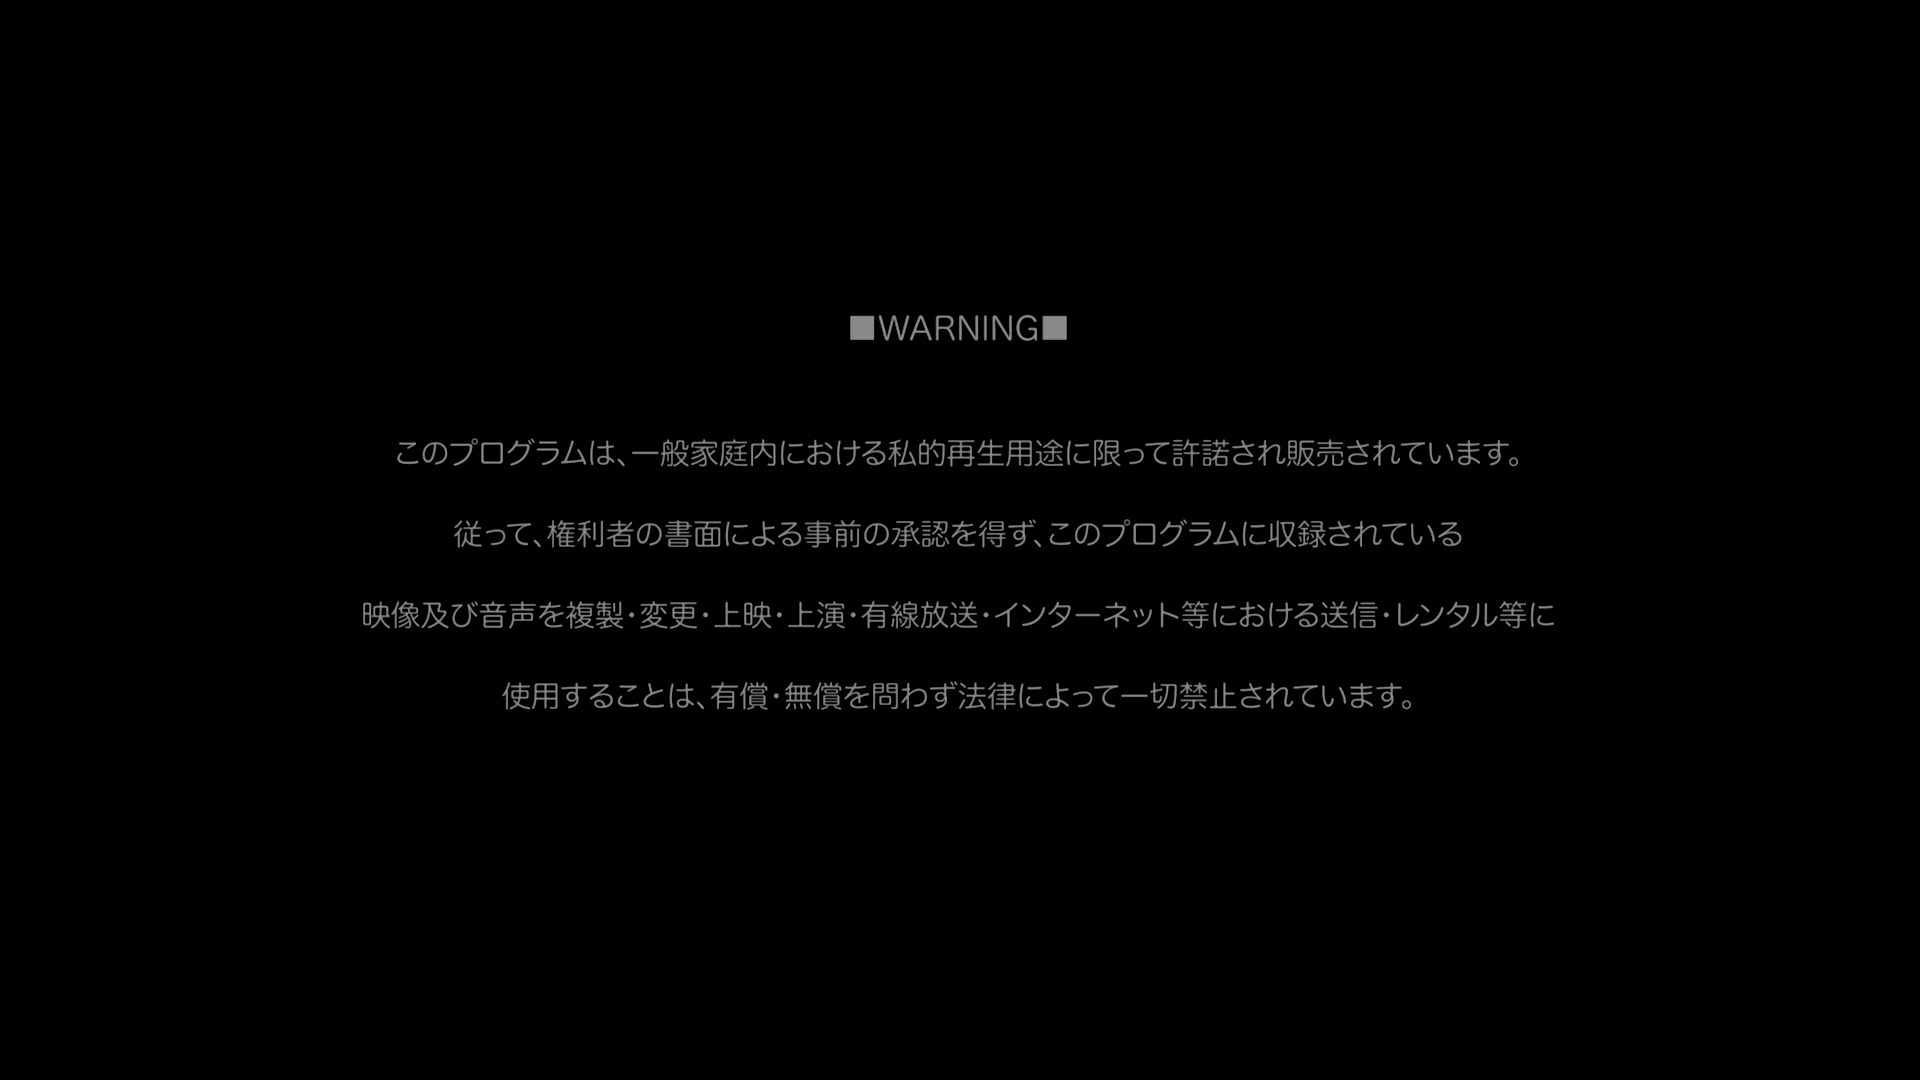 ■WARNING■
このプログラムは、一般家庭内における私的再生用途に限って許諾され販売されています。
従って、権利者の書面による事前の承認を得ず、このプログラムに収録されている
映像及び音声を複製・変更・上映・上演・有線放送・インターネット等における送信・レンタル等に
使用することは、有償・無償を問わず法律によって一切禁止されています。